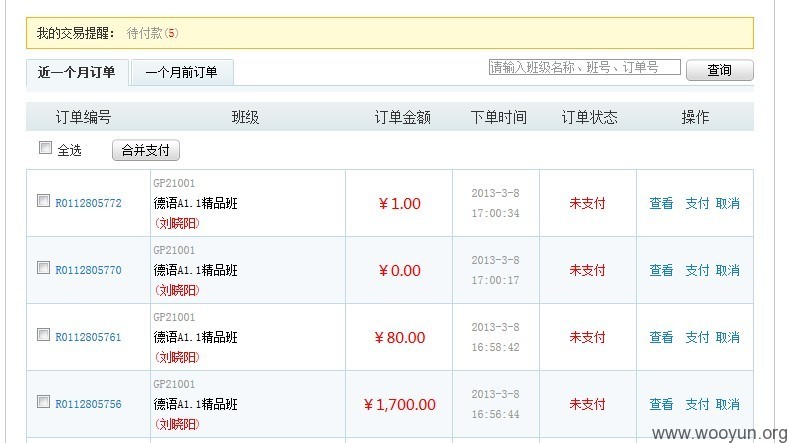 我的交易提醒： 待付款(5)
近一个月订单 一个月前订单 请输入班级名称、班号、订单号 查询
订单编号 班级 订单金额 下单时间 订单状态 操作
全选 合并支付
GP21001
R0112805772 德语A1.1精品班 ￥1.00 2013-3-8 17:00:34 未支付 查看 支付 取消
(刘晓阳)
GP21001
R0112805770 德语A1.1精品班 ￥0.00 2013-3-8 17:00:17 未支付 查看 支付 取消
(刘晓阳)
GP21001
R0112805761 德语A1.1精品班 ￥80.00 2013-3-8 16:58:42 未支付 查看 支付 取消
(刘晓阳)
GP21001
R0112805756 德语A1.1精品班 ￥1,700.00 2013-3-8 16:56:44 未支付 查看 支付 取消
(刘晓阳)
www.wooyun.org